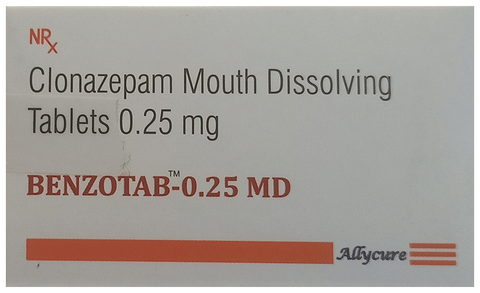 NRx
Clonazepam Mouth Dissolving
Tablets 0.25 mg
BENZOTAB™-0.25 MD
Allycure